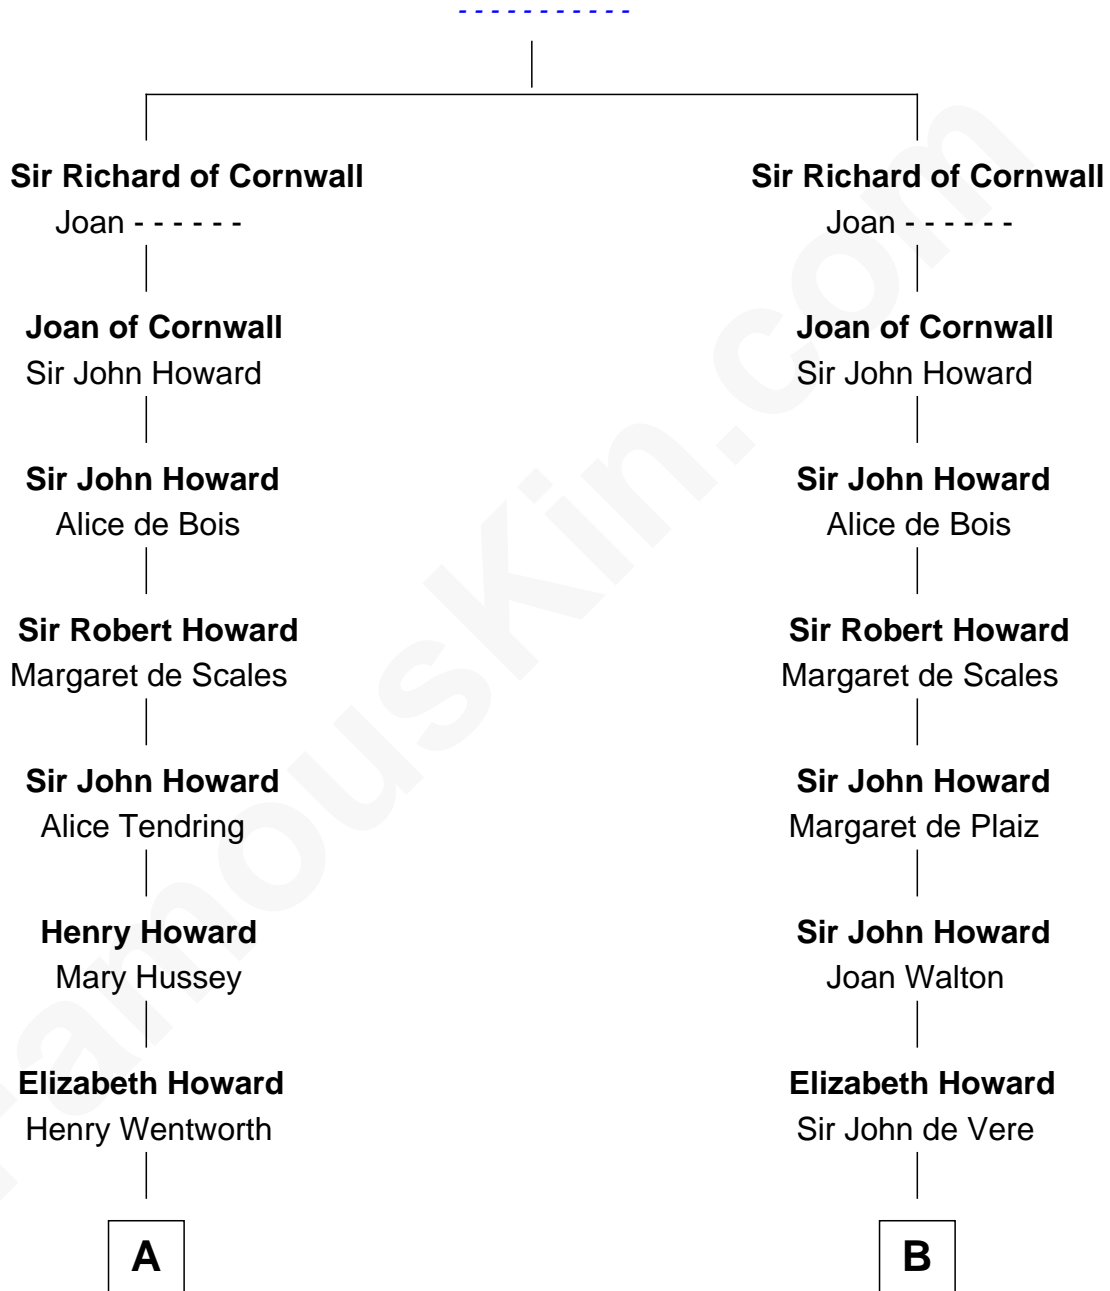 - - - - - - - - - - -
Sir Richard of Cornwall
Joan - - - - - -
Joan of Cornwall
Sir John Howard
Sir John Howard
Alice de Bois
Sir Robert Howard
Margaret de Scales
Sir John Howard
Alice Tendring
Henry Howard
Mary Hussey
Elizabeth Howard
Henry Wentworth
A
Sir Richard of Cornwall
Joan - - - - - -
Joan of Cornwall
Sir John Howard
Sir John Howard
Alice de Bois
Sir Robert Howard
Margaret de Scales
Sir John Howard
Margaret de Plaiz
Sir John Howard
Joan Walton
Elizabeth Howard
Sir John de Vere
B
FamousKin.com